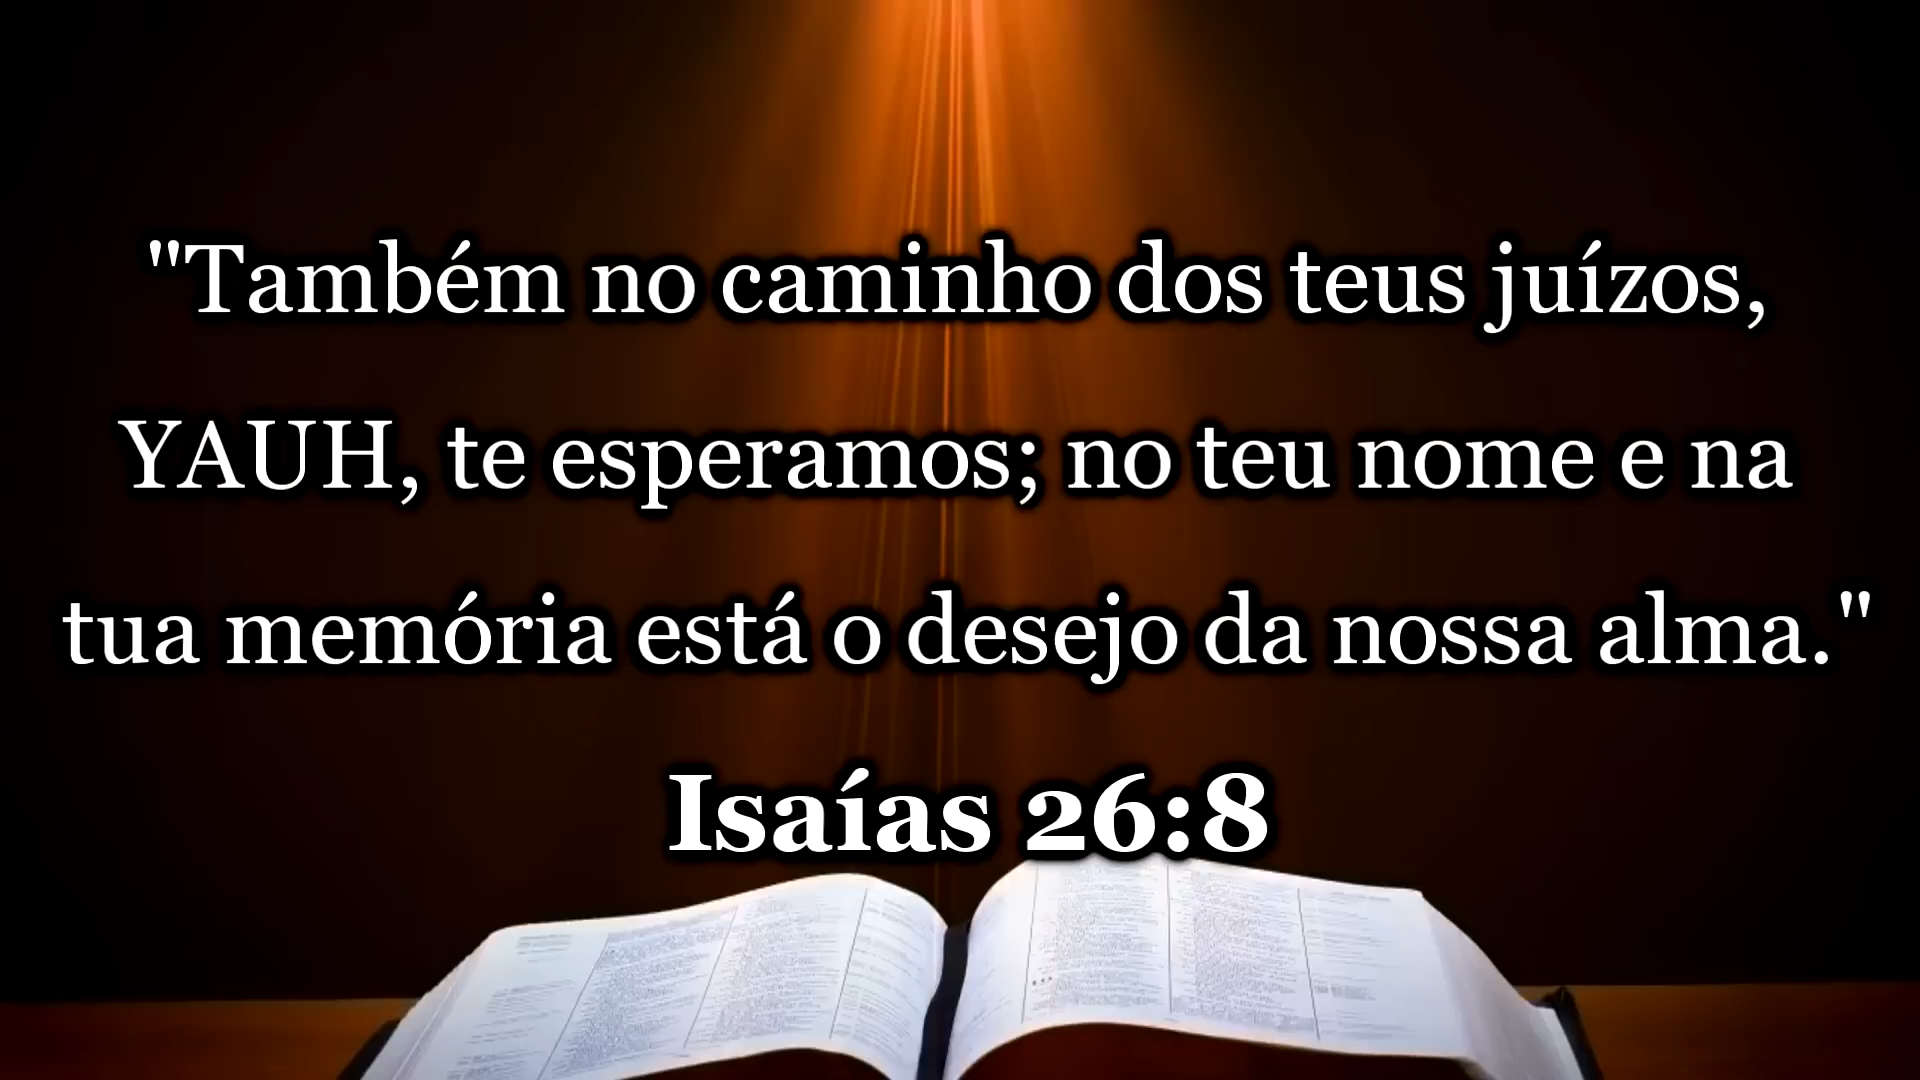 "Também no caminho dos teus juízos,
YAUH, te esperamos; no teu nome e na
tua memória está o desejo da nossa alma."
Isaías 26:8